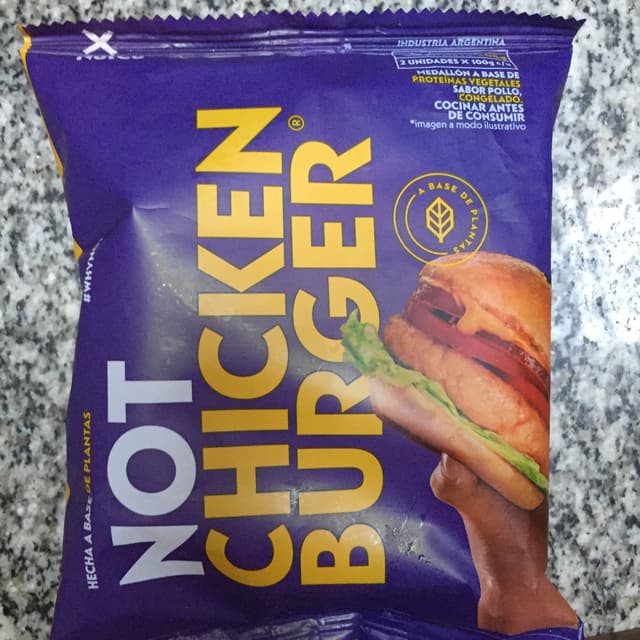 INDUSTRIA ARGENTINA
2 UNIDADES X 100g c/u
MEDALLÓN A BASE DE
PROTEÍNAS VEGETALES
SABOR POLLO,
CONGELADO.
COCINAR ANTES
DE CONSUMIR
*imagen a modo ilustrativo
A BASE DE PLANTAS
NOT
CHICKEN
BURGER®
HECHA A BASE DE PLANTAS